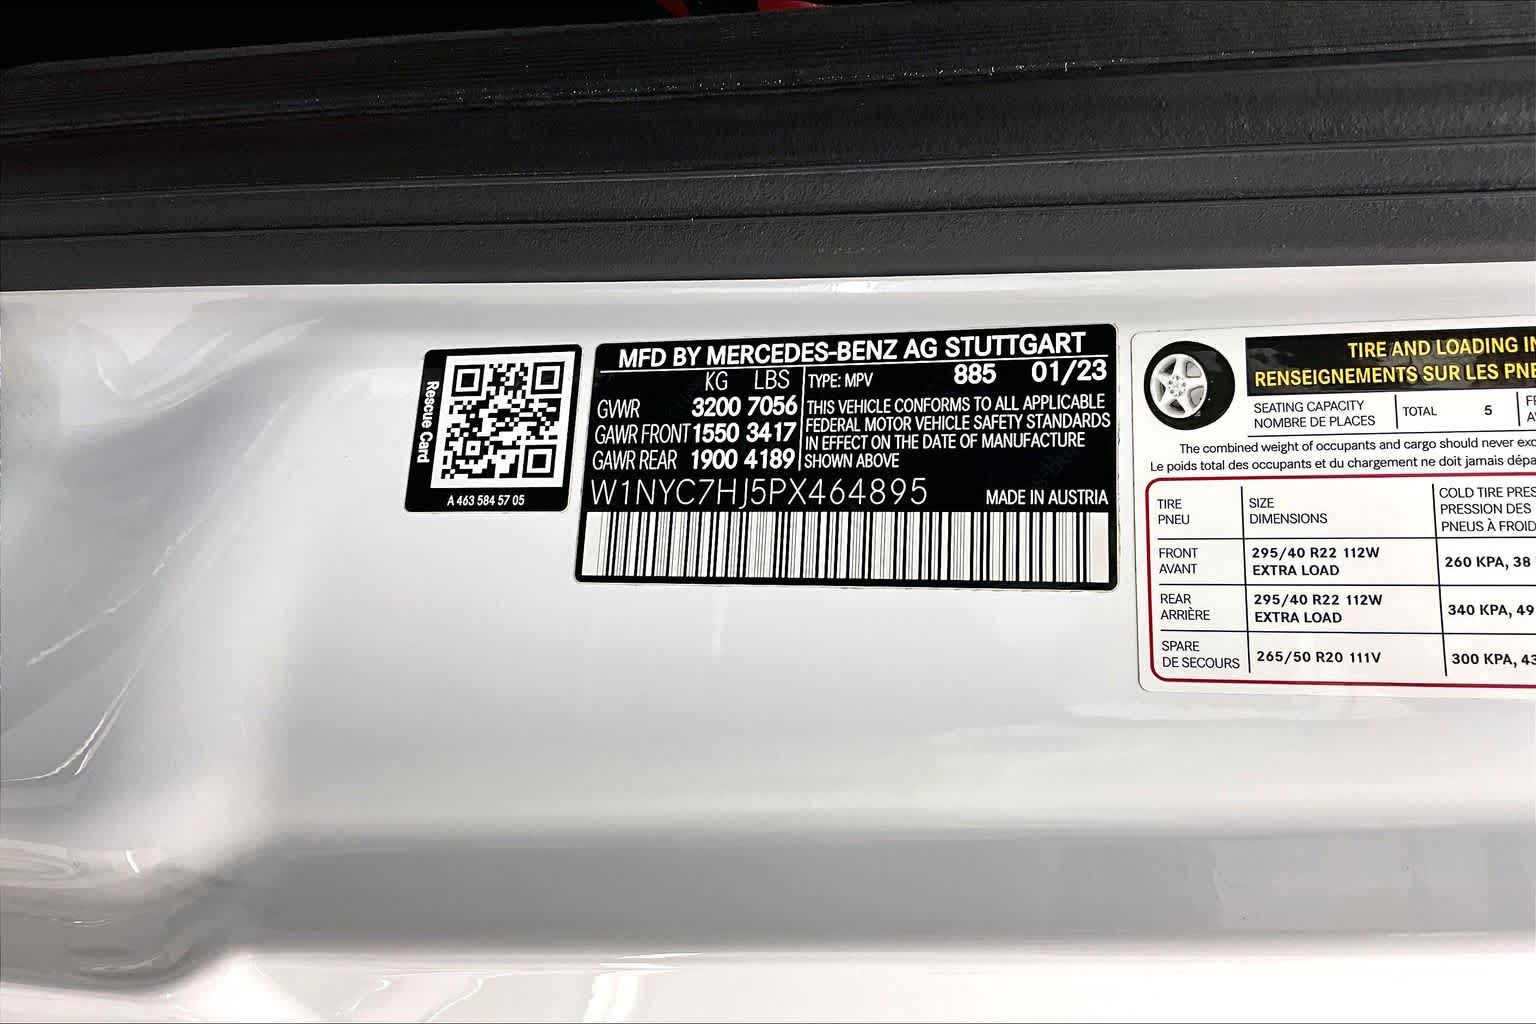 Rescue Card
A 463 584 57 05
MFD BY MERCEDES-BENZ AG STUTTGART
KG LBS
GVWR 3200 7056
GAWR FRONT 1550 3417
GAWR REAR 1900 4189
TYPE: MPV 885 01/23
THIS VEHICLE CONFORMS TO ALL APPLICABLE
FEDERAL MOTOR VEHICLE SAFETY STANDARDS
IN EFFECT ON THE DATE OF MANUFACTURE
SHOWN ABOVE
W1NYC7HJ5PX464895 MADE IN AUSTRIA
TIRE AND LOADING
RENSEIGNEMENTS SUR LES
SEATING CAPACITY
NOMBRE DE PLACES
TOTAL 5
The combined weight of occupants and cargo should never
Le poids total des occupants et du chargement ne doit jamais
TIRE
PNEU
SIZE
DIMENSIONS
COLD TIRE
PRESSION DES
PNEUS À FROID
FRONT
AVANT
295/40 R22 112W
EXTRA LOAD
260 KPA, 38
REAR
ARRIÈRE
295/40 R22 112W
EXTRA LOAD
340 KPA, 49
SPARE
DE SECOURS
265/50 R20 111V
300 KPA, 43